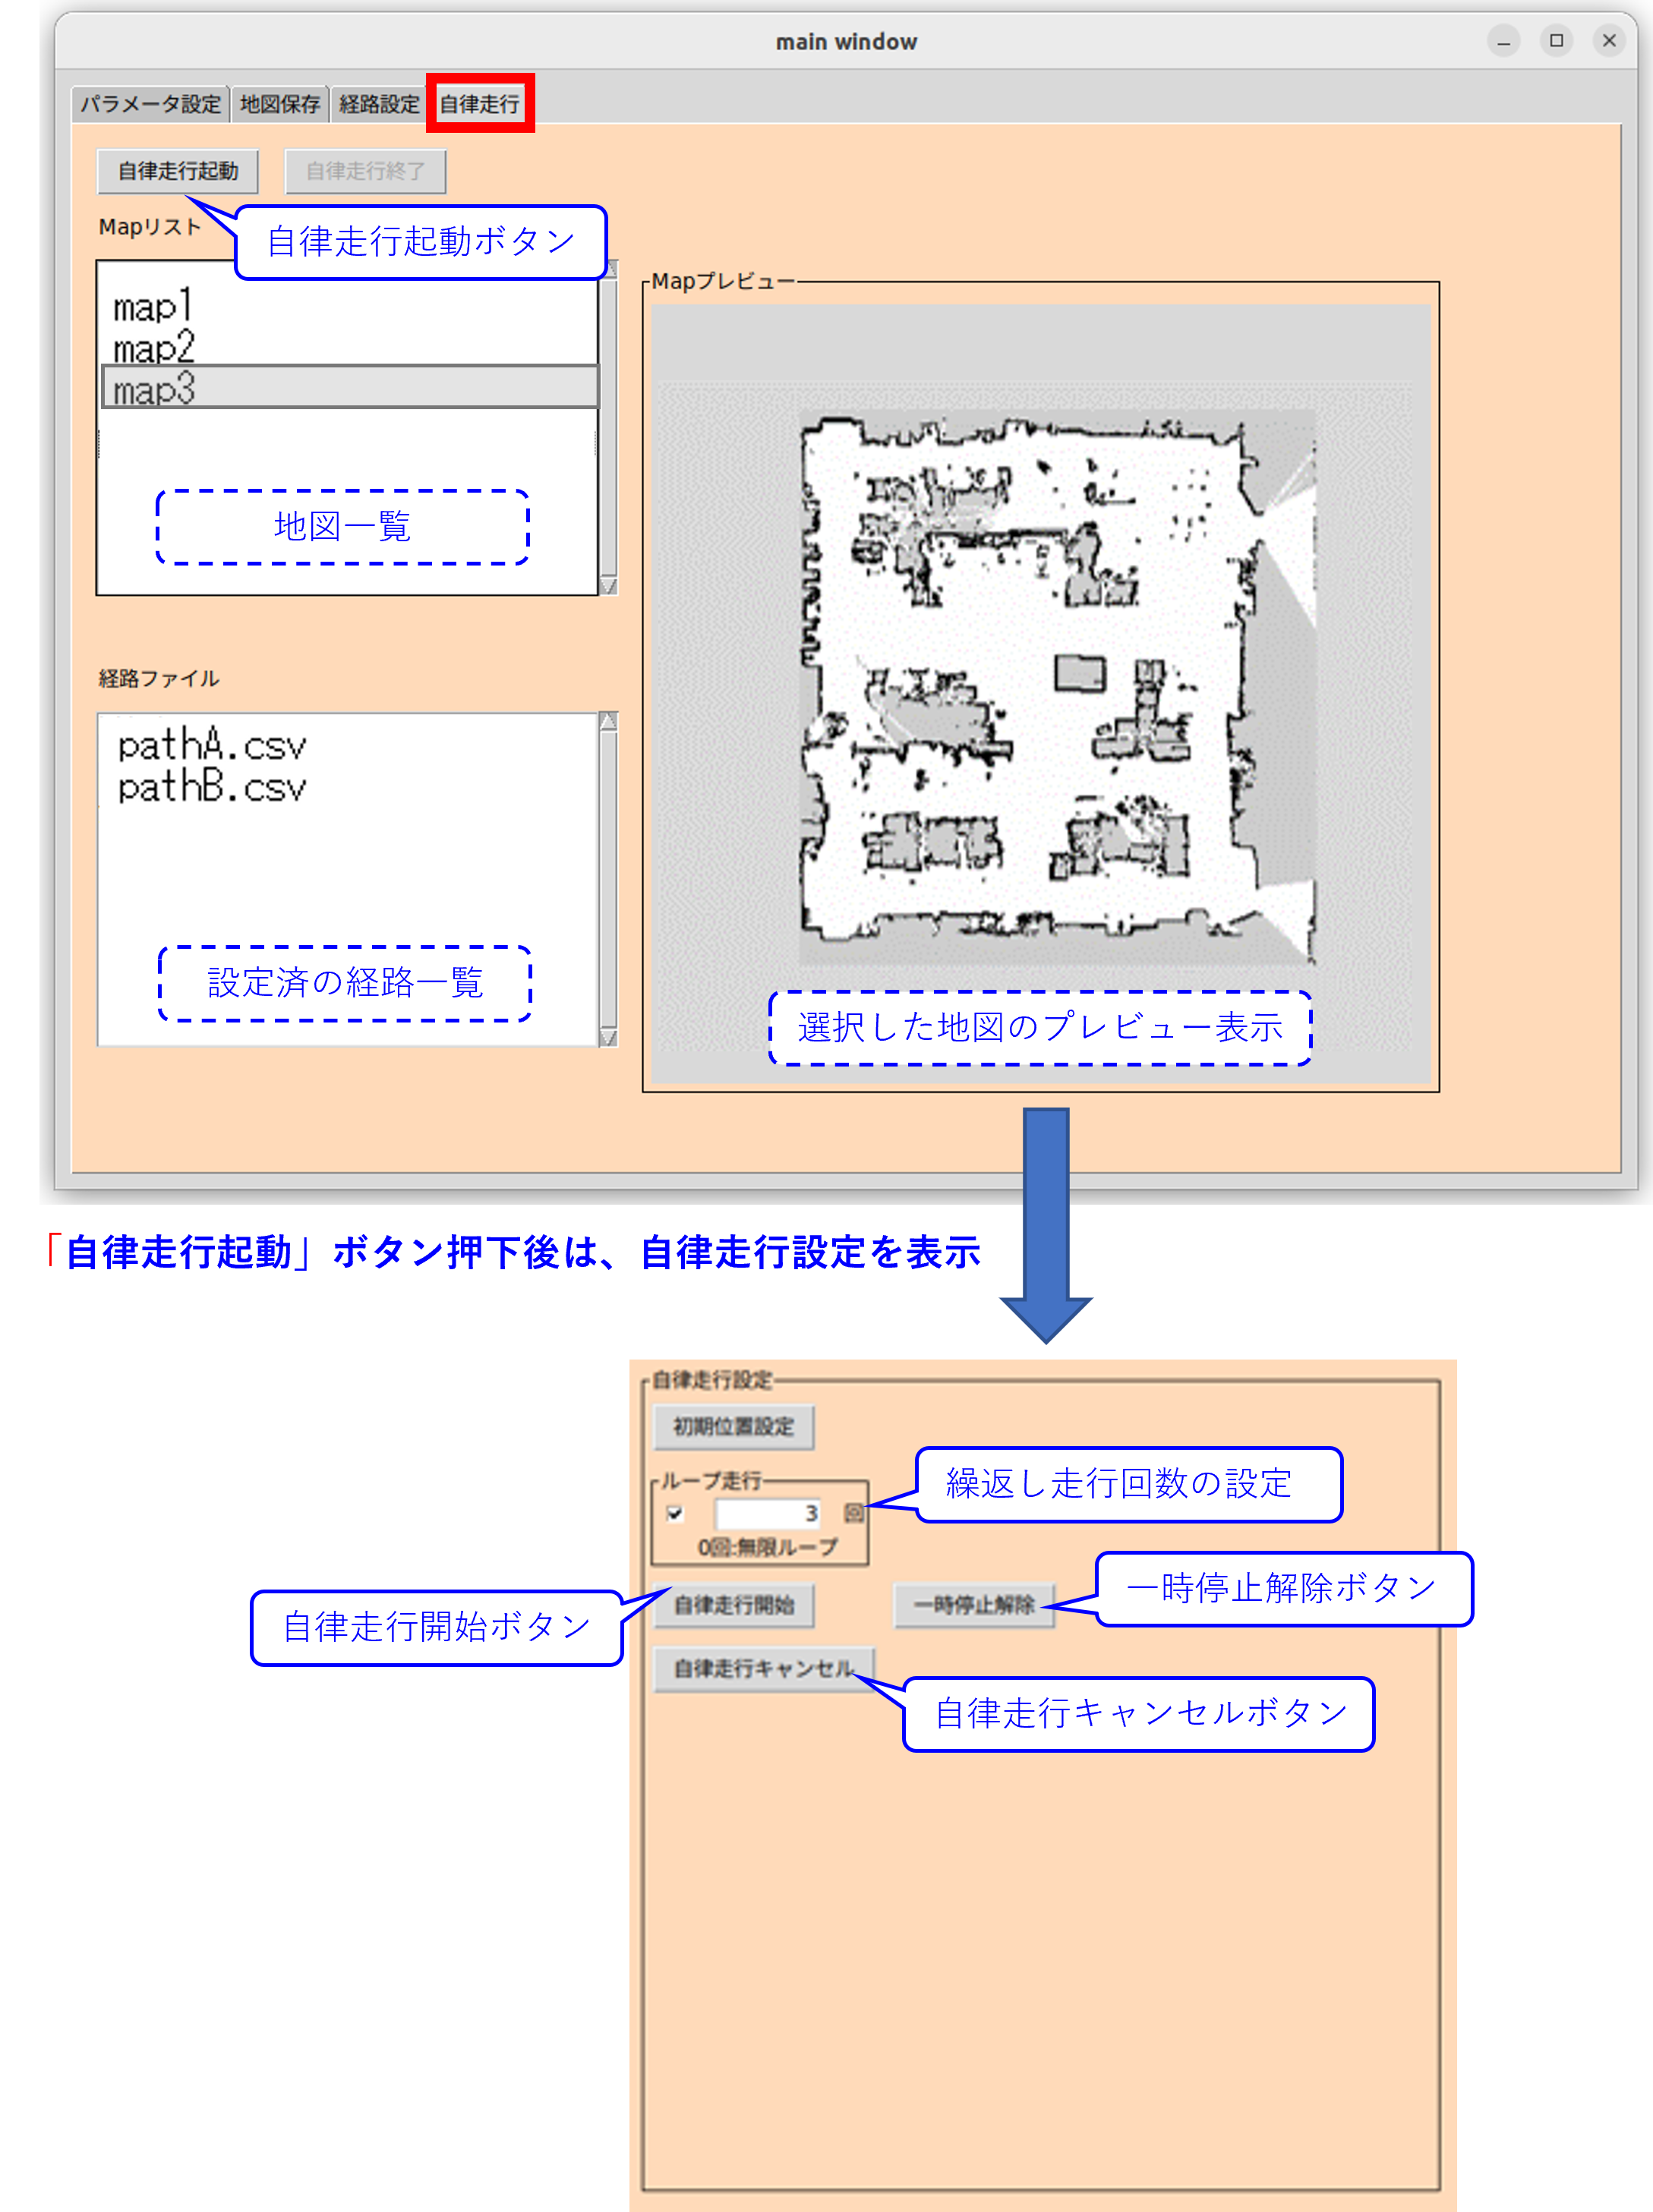 main window
パラメータ設定 地図保存 経路設定 自律走行
自律走行起動 自律走行終了
自律走行起動ボタン
Mapリスト
map1
map2
map3
地図一覧
Mapプレビュー
選択した地図のプレビュー表示
経路ファイル
pathA.csv
pathB.csv
設定済の経路一覧
「自律走行起動」ボタン押下後は、自律走行設定を表示
自律走行設定
初期位置設定
ループ走行
3 回
0回:無限ループ
繰返し走行回数の設定
自律走行開始 一時停止解除
自律走行開始ボタン
一時停止解除ボタン
自律走行キャンセル
自律走行キャンセルボタン